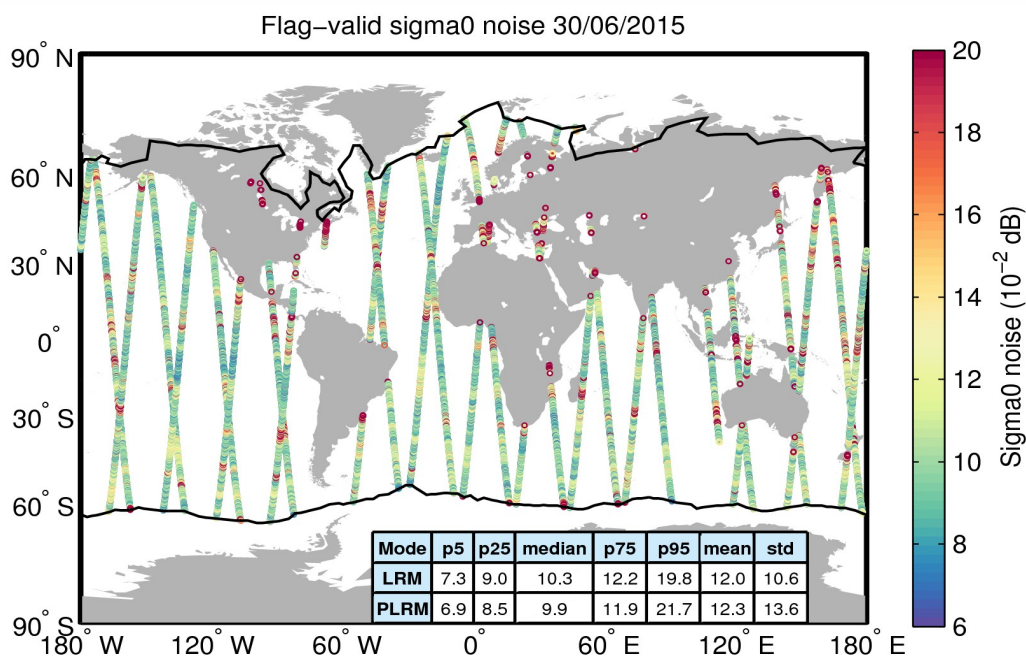 Flag−valid sigma0 noise 30/06/2015
90° N
60° N
30° N
0°
30° S
60° S
90° S
180° W
120° W
60° W
0°
60° E
120° E
180° E
20
18
16
14
12
10
8
6
Sigma0 noise (10⁻² dB)
Mode p5 p25 median p75 p95 mean std
LRM 7.3 9.0 10.3 12.2 19.8 12.0 10.6
PLRM 6.9 8.5 9.9 11.9 21.7 12.3 13.6